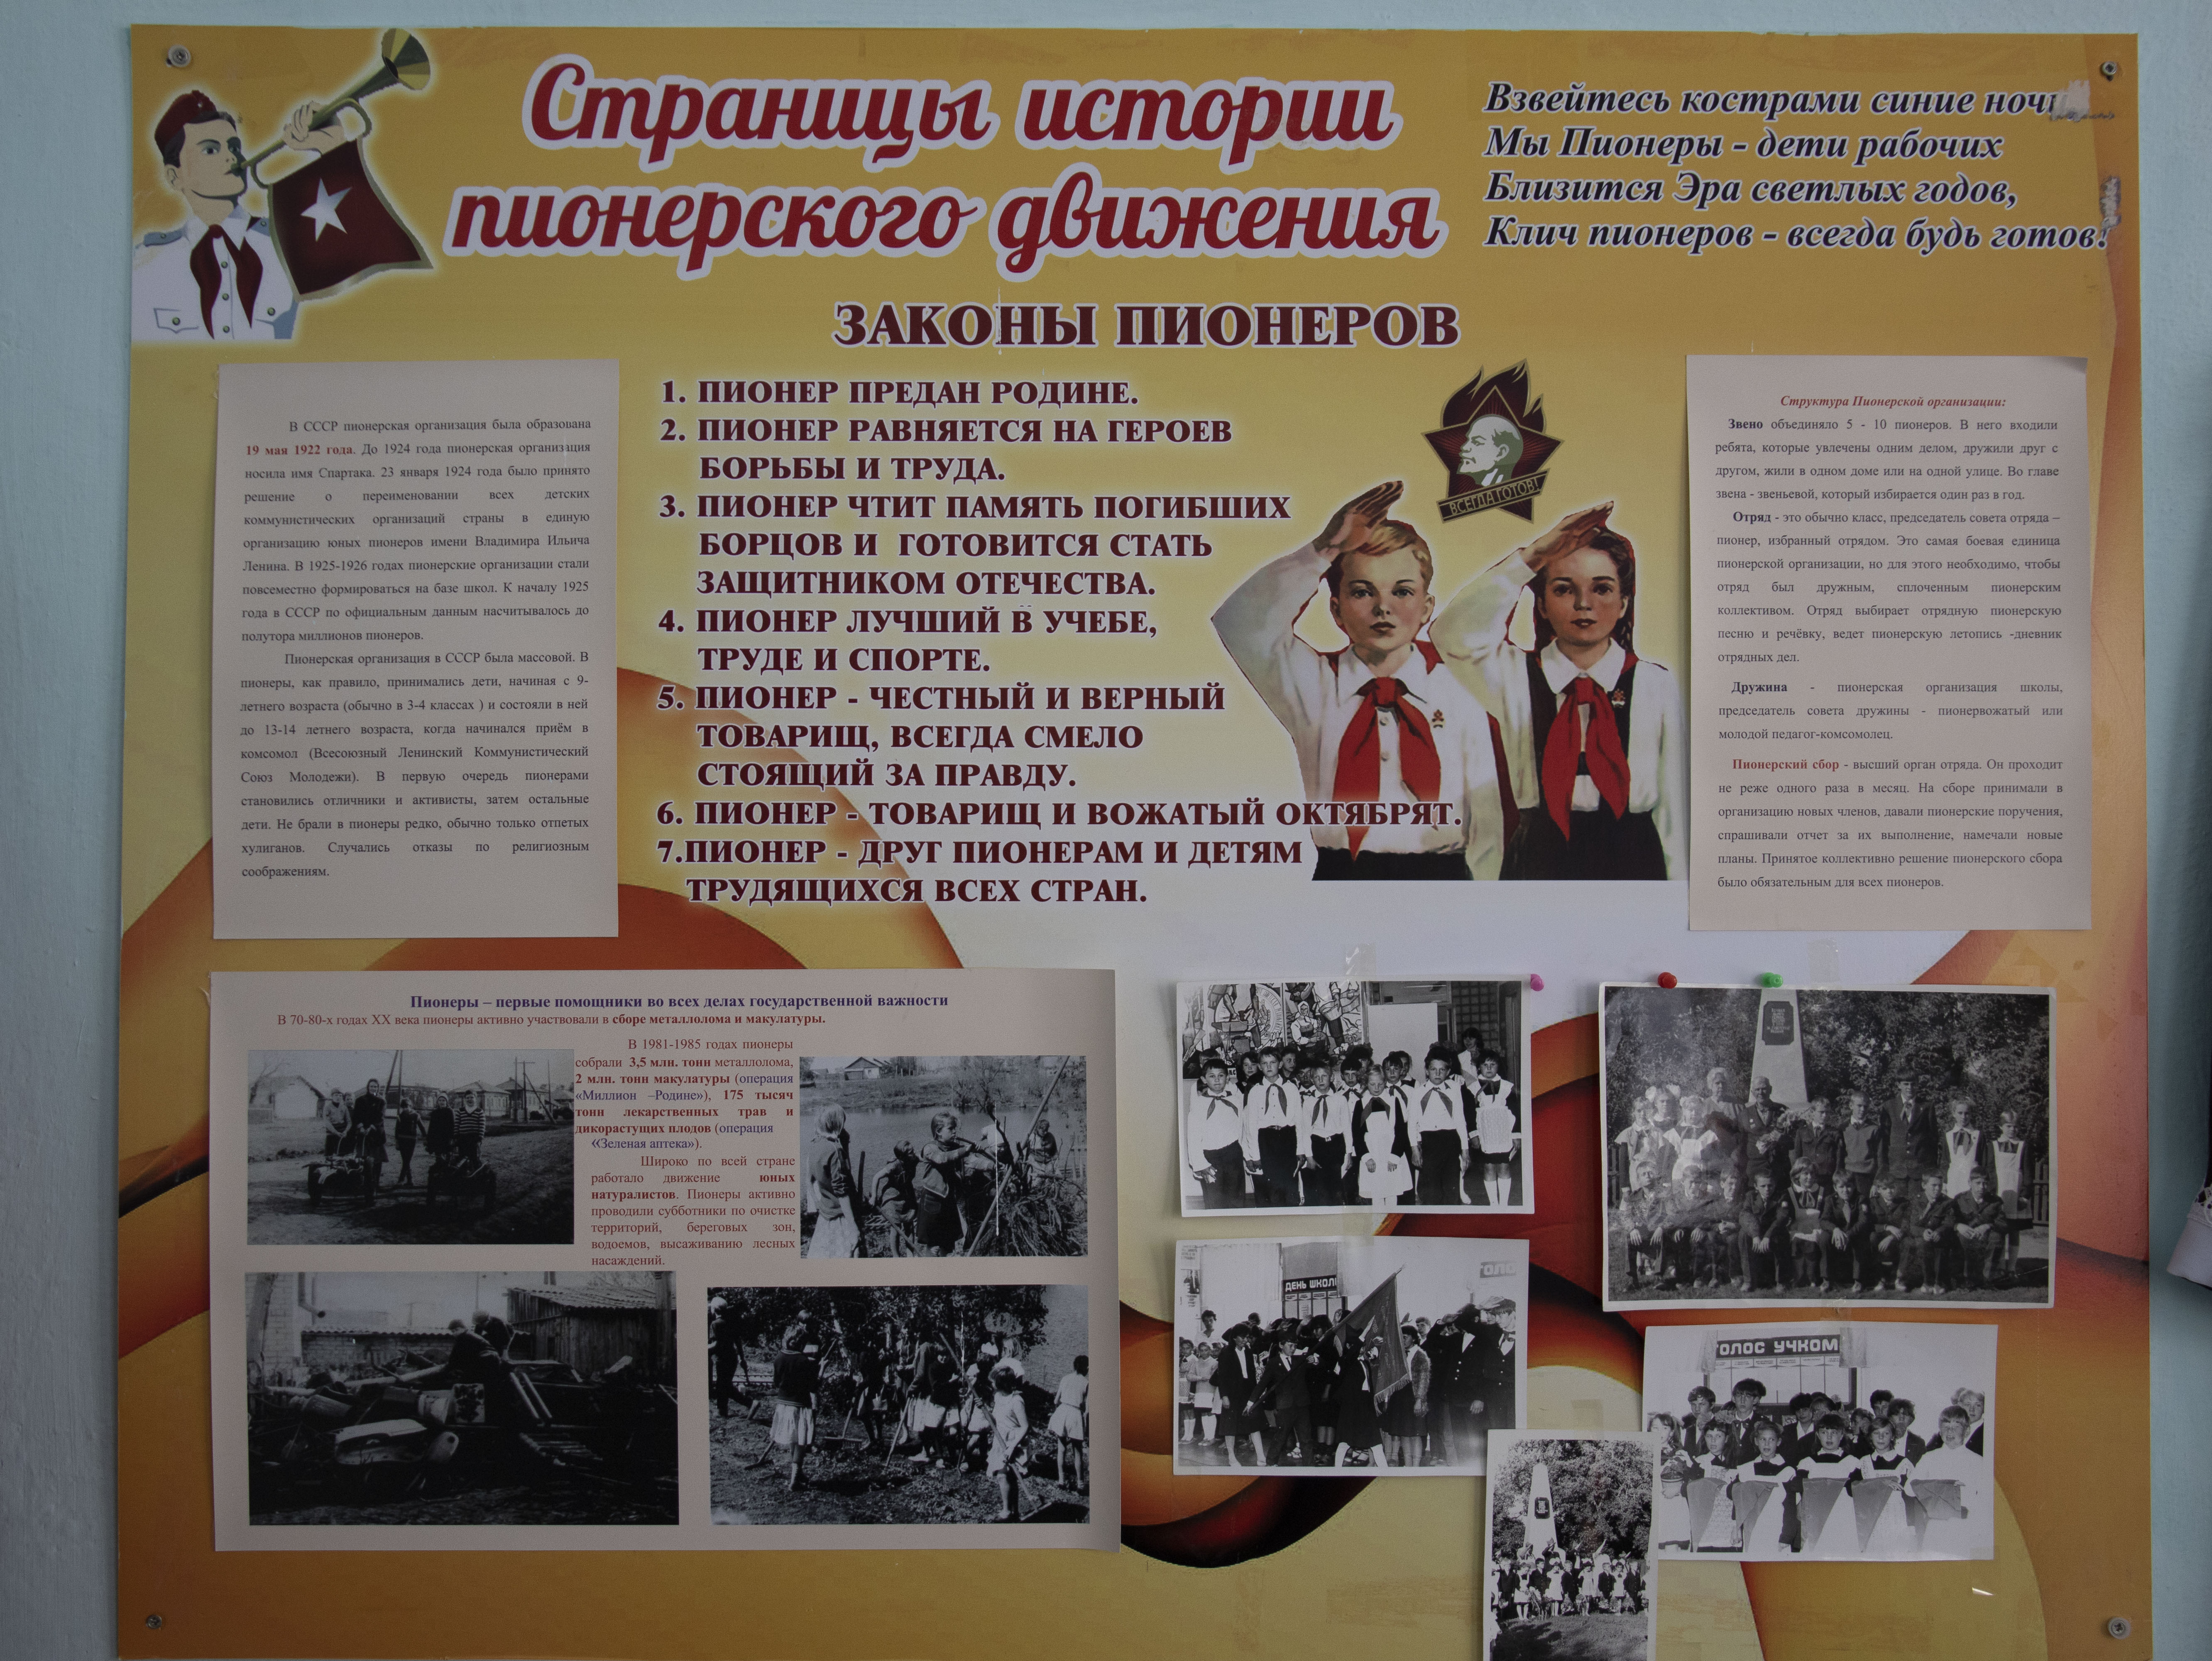 Страницы истории
пионерского движения
Взвейтесь кострами синие ночи
Мы Пионеры - дети рабочих
Близится Эра светлых годов,
Клич пионеров - всегда будь готов!
ЗАКОНЫ ПИОНЕРОВ
В СССР пионерская организация была образована
19 мая 1922 года. До 1924 года пионерская организация
носила имя Спартака. 23 января 1924 года было принято
решение о переименовании всех детских
коммунистических организаций страны в единую
организацию юных пионеров имени Владимира Ильича
Ленина. В 1925-1926 годах пионерские организации стали
повсеместно формироваться на базе школ. К началу 1925
года в СССР по официальным данным насчитывалось до
полутора миллионов пионеров.
Пионерская организация в СССР была массовой. В
пионеры, как правило, принимались дети, начиная с 9-
летнего возраста (обычно в 3-4 классах ) и состояли в ней
до 13-14 летнего возраста, когда начинался приём в
комсомол (Всесоюзный Ленинский Коммунистический
Союз Молодежи). В первую очередь пионерами
становились отличники и активисты, затем остальные
дети. Не брали в пионеры редко, обычно только отпетых
хулиганов. Случались отказы по религиозным
соображениям.
1. ПИОНЕР ПРЕДАН РОДИНЕ.
2. ПИОНЕР РАВНЯЕТСЯ НА ГЕРОЕВ
БОРЬБЫ И ТРУДА.
3. ПИОНЕР ЧТИТ ПАМЯТЬ ПОГИБШИХ
БОРЦОВ И ГОТОВИТСЯ СТАТЬ
ЗАЩИТНИКОМ ОТЕЧЕСТВА.
4. ПИОНЕР ЛУЧШИЙ В УЧЕБЕ,
ТРУДЕ И СПОРТЕ.
5. ПИОНЕР - ЧЕСТНЫЙ И ВЕРНЫЙ
ТОВАРИЩ, ВСЕГДА СМЕЛО
СТОЯЩИЙ ЗА ПРАВДУ.
6. ПИОНЕР - ТОВАРИЩ И ВОЖАТЫЙ ОКТЯБРЯТ.
7.ПИОНЕР - ДРУГ ПИОНЕРАМ И ДЕТЯМ
ТРУДЯЩИХСЯ ВСЕХ СТРАН.
ВСЕГДА ГОТОВ!
Структура Пионерской организации:
Звено объединяло 5 - 10 пионеров. В него входили
ребята, которые увлечены одним делом, дружили друг с
другом, жили в одном доме или на одной улице. Во главе
звена - звеньевой, который избирается один раз в год.
Отряд - это обычно класс, председатель совета отряда –
пионер, избранный отрядом. Это самая боевая единица
пионерской организации, но для этого необходимо, чтобы
отряд был дружным, сплоченным пионерским
коллективом. Отряд выбирает отрядную пионерскую
песню и речёвку, ведет пионерскую летопись -дневник
отрядных дел.
Дружина - пионерская организация школы,
председатель совета дружины - пионервожатый или
молодой педагог-комсомолец.
Пионерский сбор - высший орган отряда. Он проходит
не реже одного раза в месяц. На сборе принимали в
организацию новых членов, давали пионерские поручения,
спрашивали отчет за их выполнение, намечали новые
планы. Принятое коллективно решение пионерского сбора
было обязательным для всех пионеров.
Пионеры – первые помощники во всех делах государственной важности
В 70-80-х годах XX века пионеры активно участвовали в сборе металлолома и макулатуры.
В 1981-1985 годах пионеры
собрали 3,5 млн. тонн металлолома,
2 млн. тонн макулатуры (операция
«Миллион –Родине»), 175 тысяч
тонн лекарственных трав и
дикорастущих плодов (операция
«Зеленая аптека»).
Широко по всей стране
работало движение юных
натуралистов. Пионеры активно
проводили субботники по очистке
территорий, береговых зон,
водоемов, высаживанию лесных
насаждений.
ДЕНЬ ШКОЛ
ГОЛО
ГОЛОС УЧКОМ